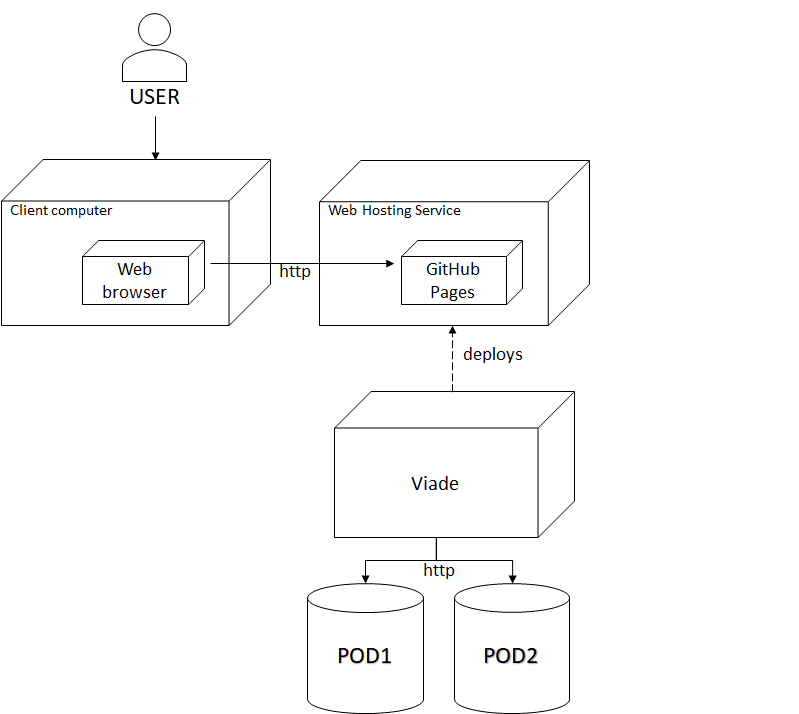 USER
Client computer
Web
browser
http
Web Hosting Service
GitHub
Pages
deploys
Viade
http
POD1
POD2